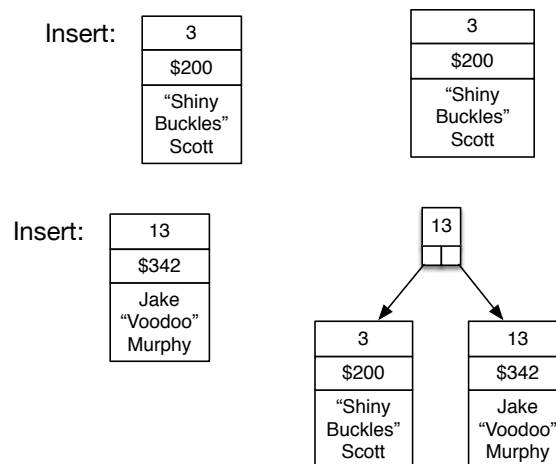 Insert:
3
$200
“Shiny
Buckles”
Scott
3
$200
“Shiny
Buckles”
Scott
Insert:
13
$342
Jake
“Voodoo”
Murphy
13
3
$200
“Shiny
Buckles”
Scott
13
$342
Jake
“Voodoo”
Murphy